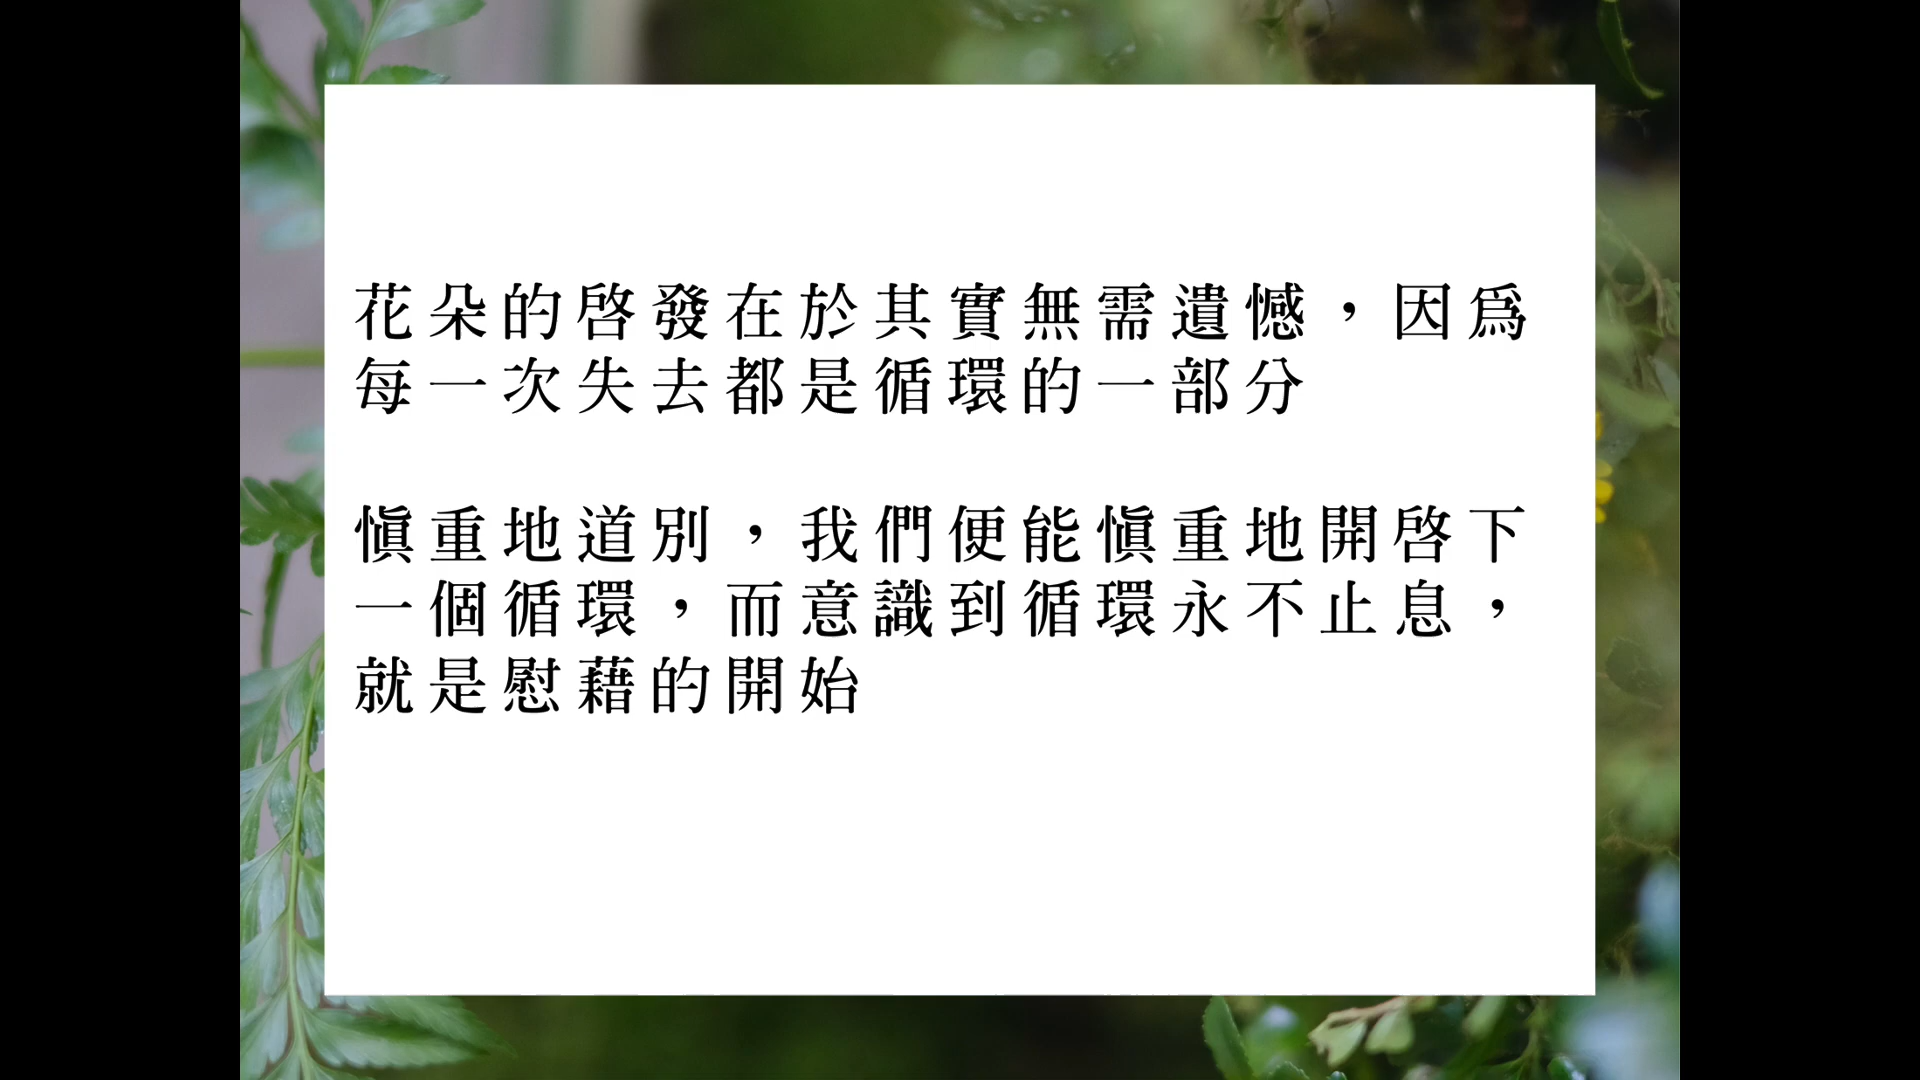 花朵的啓發在於其實無需遺憾，因爲
每一次失去都是循環的一部分
愼重地道別，我們便能愼重地開啓下
一個循環，而意識到循環永不止息，
就是慰藉的開始